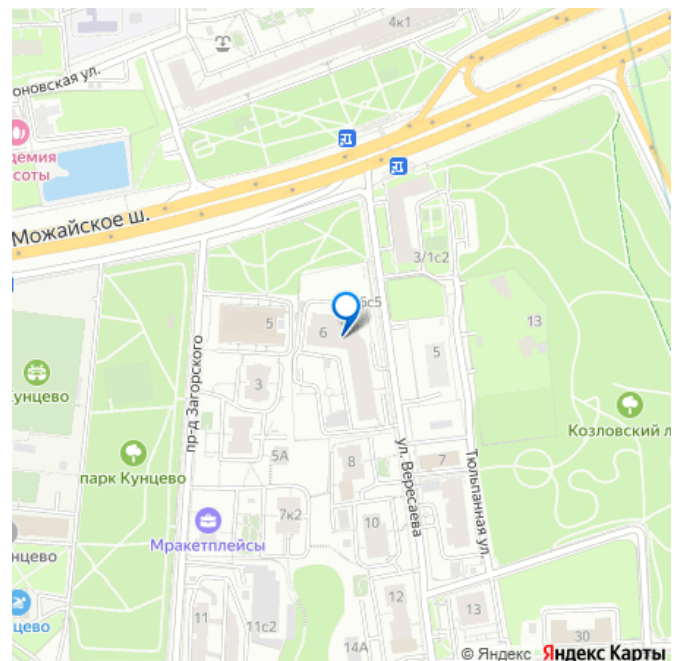 4к1
оновская ул.
демия
соты
Можайское ш.
3/1с2
6с5
5
6
13
5
3
унцево
пр-д Загорского
Козловский л
5А
парк Кунцево
8
7
ул. Вересаева
Тюльпанная ул.
7к2
10
Мракетплейсы
нцево
12
13
11
11с2
цево
14А
30
© Яндекс Яндекс Карты